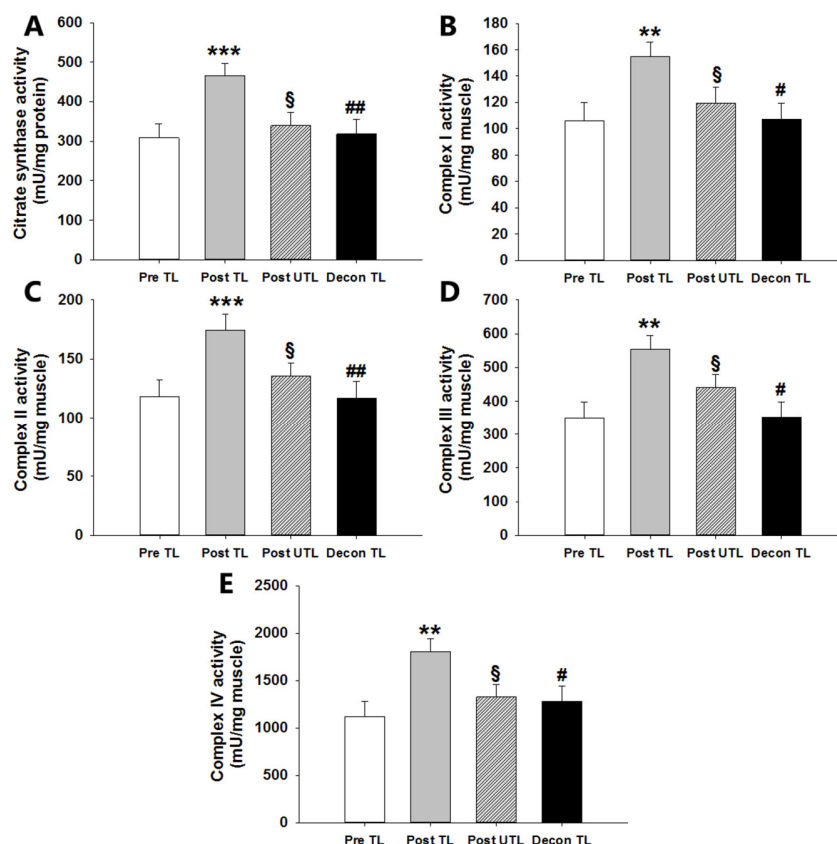 A
Citrate synthase activity
(mU/mg protein)
600
500
400
300
200
100
0
***
§
##
Pre TL Post TL Post UTL Decon TL
B
Complex I activity
(mU/mg muscle)
180
160
140
120
100
80
60
40
20
0
**
§
#
Pre TL Post TL Post UTL Decon TL
C
Complex II activity
(mU/mg muscle)
200
150
100
50
0
***
§
##
Pre TL Post TL Post UTL Decon TL
D
Complex III activity
(mU/mg muscle)
700
600
500
400
300
200
100
0
**
§
#
Pre TL Post TL Post UTL Decon TL
E
Complex IV activity
(mU/mg muscle)
2500
2000
1500
1000
500
0
**
§
#
Pre TL Post TL Post UTL Decon TL